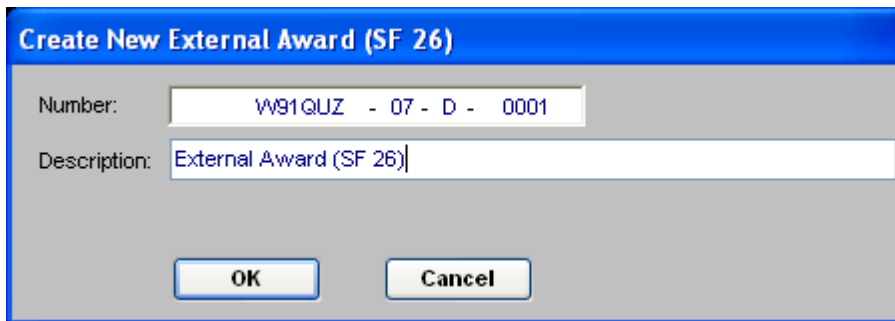 Create New External Award (SF 26)
Number: W91QUZ - 07 - D - 0001
Description: External Award (SF 26)
OK Cancel